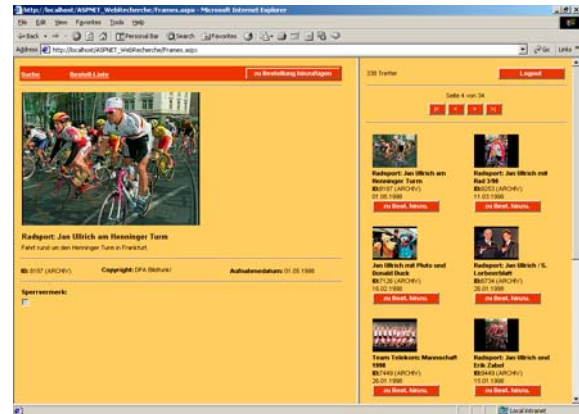 http://localhost/ASPNET_WebRecherche/Frames.aspx - Microsoft Internet Explorer
File Edit View Favorites Tools Help
Back Personal Bar Search Favorites
Address http://localhost/ASPNET_WebRecherche/Frames.aspx Go Links
Suche Bestell-Liste zu Bestellung hinzufügen
Radsport: Jan Ullrich am Henninger Turm
Fahrt rund um den Henninger Turm in Frankfurt.
ID: 8197 (ARCHIV) Copyright: DPA (Bildfunk) Aufnahmedatum: 01.05.1998
Sperrvermerk:
338 Treffer Logout
Seite 4 von 34
|< < > >|
Radsport: Jan Ullrich am
Henninger Turm
ID:8197 (ARCHIV)
01.05.1998
zu Best. hinzu.
Radsport: Jan Ullrich mit
Rad 3/98
ID:8253 (ARCHIV)
11.03.1998
zu Best. hinzu.
Jan Ullrich mit Pluto und
Donald Duck
ID:7126 (ARCHIV)
16.02.1998
zu Best. hinzu.
Radsport: Jan Ullrich / S.
Lorbeerblatt
ID:6734 (ARCHIV)
26.01.1998
zu Best. hinzu.
Team Telekom: Mannschaft
1998
ID:7449 (ARCHIV)
26.01.1998
zu Best. hinzu.
Radsport: Jan Ullrich und
Erik Zabel
ID:9449 (ARCHIV)
15.01.1998
zu Best. hinzu.
Local intranet